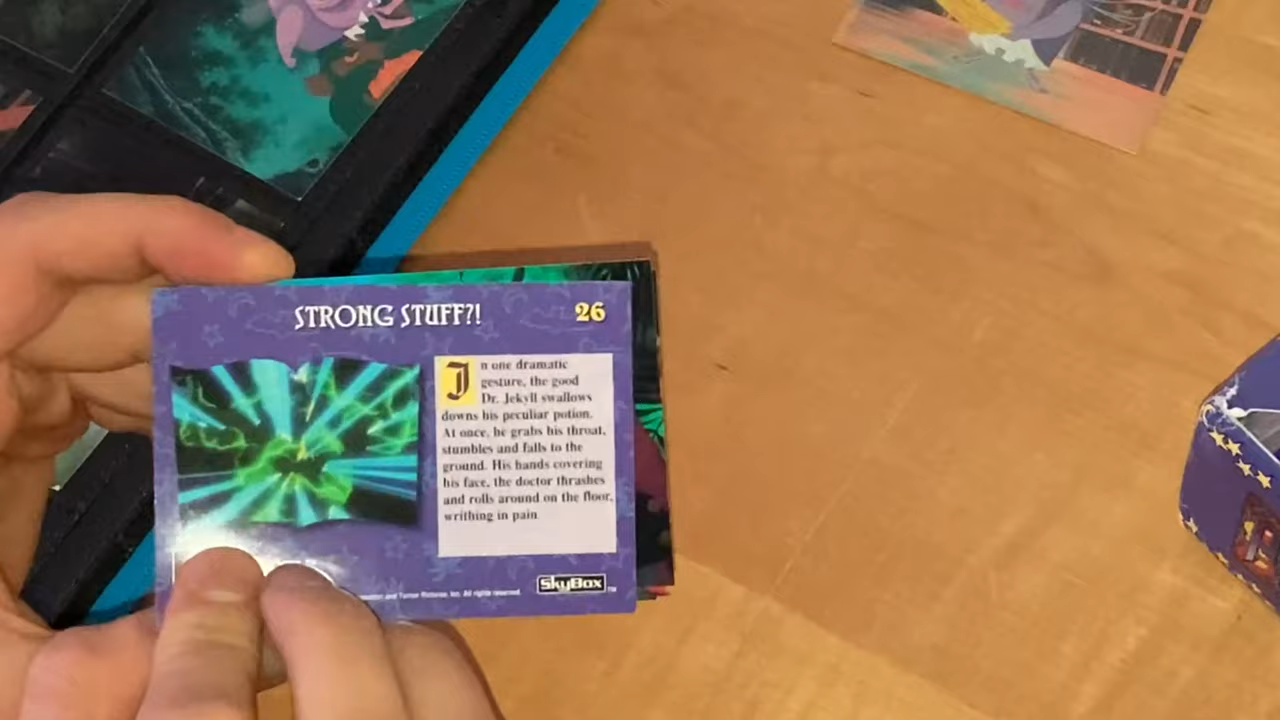 STRONG STUFF?!
26
In one dramatic
gesture, the good
Dr. Jekyll swallows
downs his peculiar potion.
At once, he grabs his throat,
stumbles and falls to the
ground. His hands covering
his face, the doctor thrashes
and rolls around on the floor,
writhing in pain
and Turner Pictures, Inc. All rights reserved.
SkyBox TM